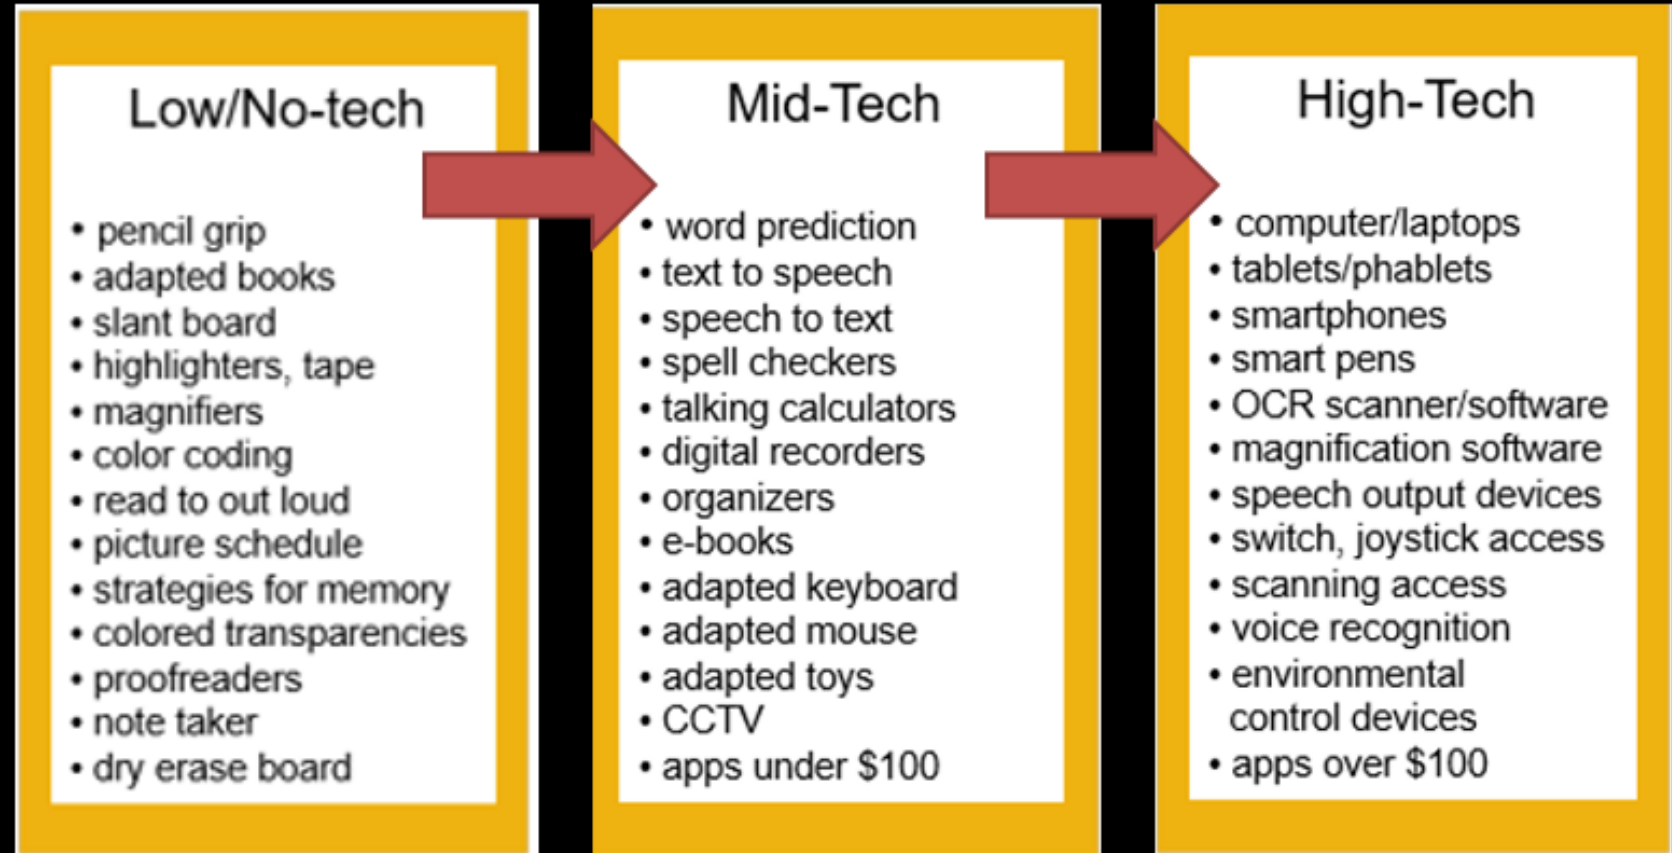 Low/No-tech
• pencil grip
• adapted books
• slant board
• highlighters, tape
• magnifiers
• color coding
• read to out loud
• picture schedule
• strategies for memory
• colored transparencies
• proofreaders
• note taker
• dry erase board
Mid-Tech
• word prediction
• text to speech
• speech to text
• spell checkers
• talking calculators
• digital recorders
• organizers
• e-books
• adapted keyboard
• adapted mouse
• adapted toys
• CCTV
• apps under $100
High-Tech
• computer/laptops
• tablets/phablets
• smartphones
• smart pens
• OCR scanner/software
• magnification software
• speech output devices
• switch, joystick access
• scanning access
• voice recognition
• environmental
control devices
• apps over $100